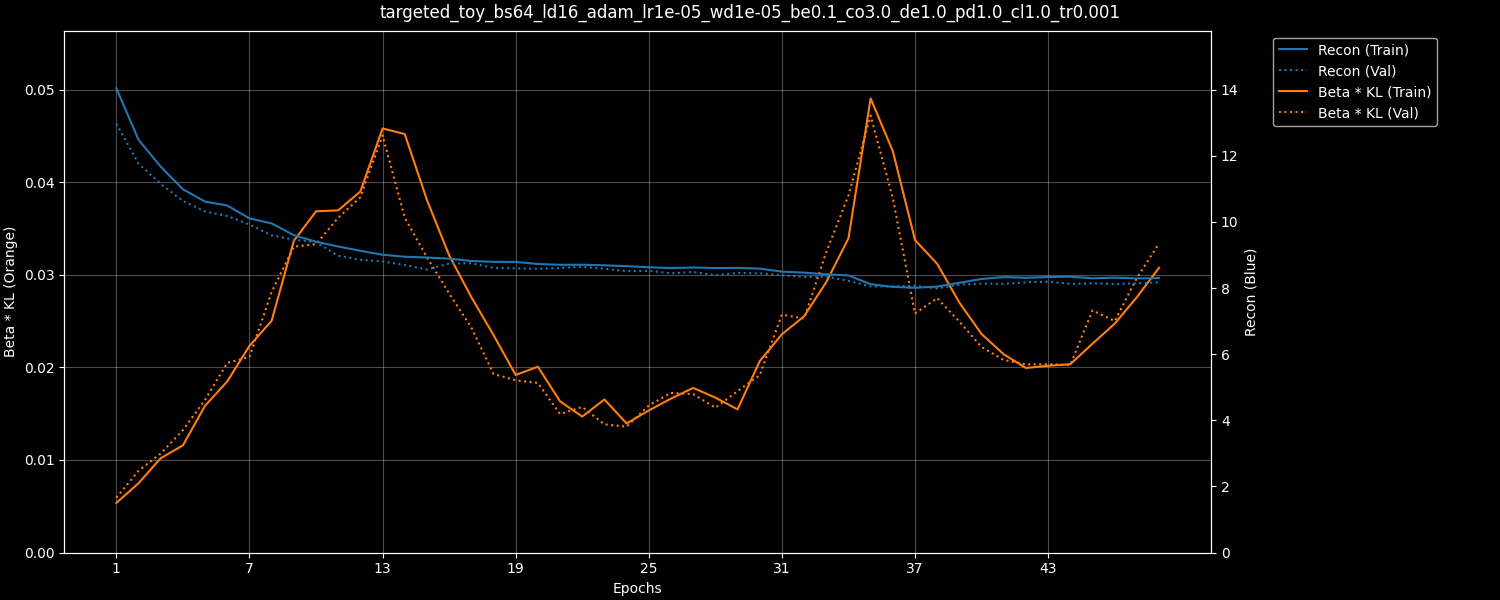 targeted_toy_bs64_ld16_adam_lr1e-05_wd1e-05_be0.1_co3.0_de1.0_pd1.0_cl1.0_tr0.001
Recon (Train)
Recon (Val)
Beta * KL (Train)
Beta * KL (Val)
Beta * KL (Orange)
0.05
0.04
0.03
0.02
0.01
0.00
14
12
10
8
6
4
2
0
Recon (Blue)
1 7 13 19 25 31 37 43
Epochs